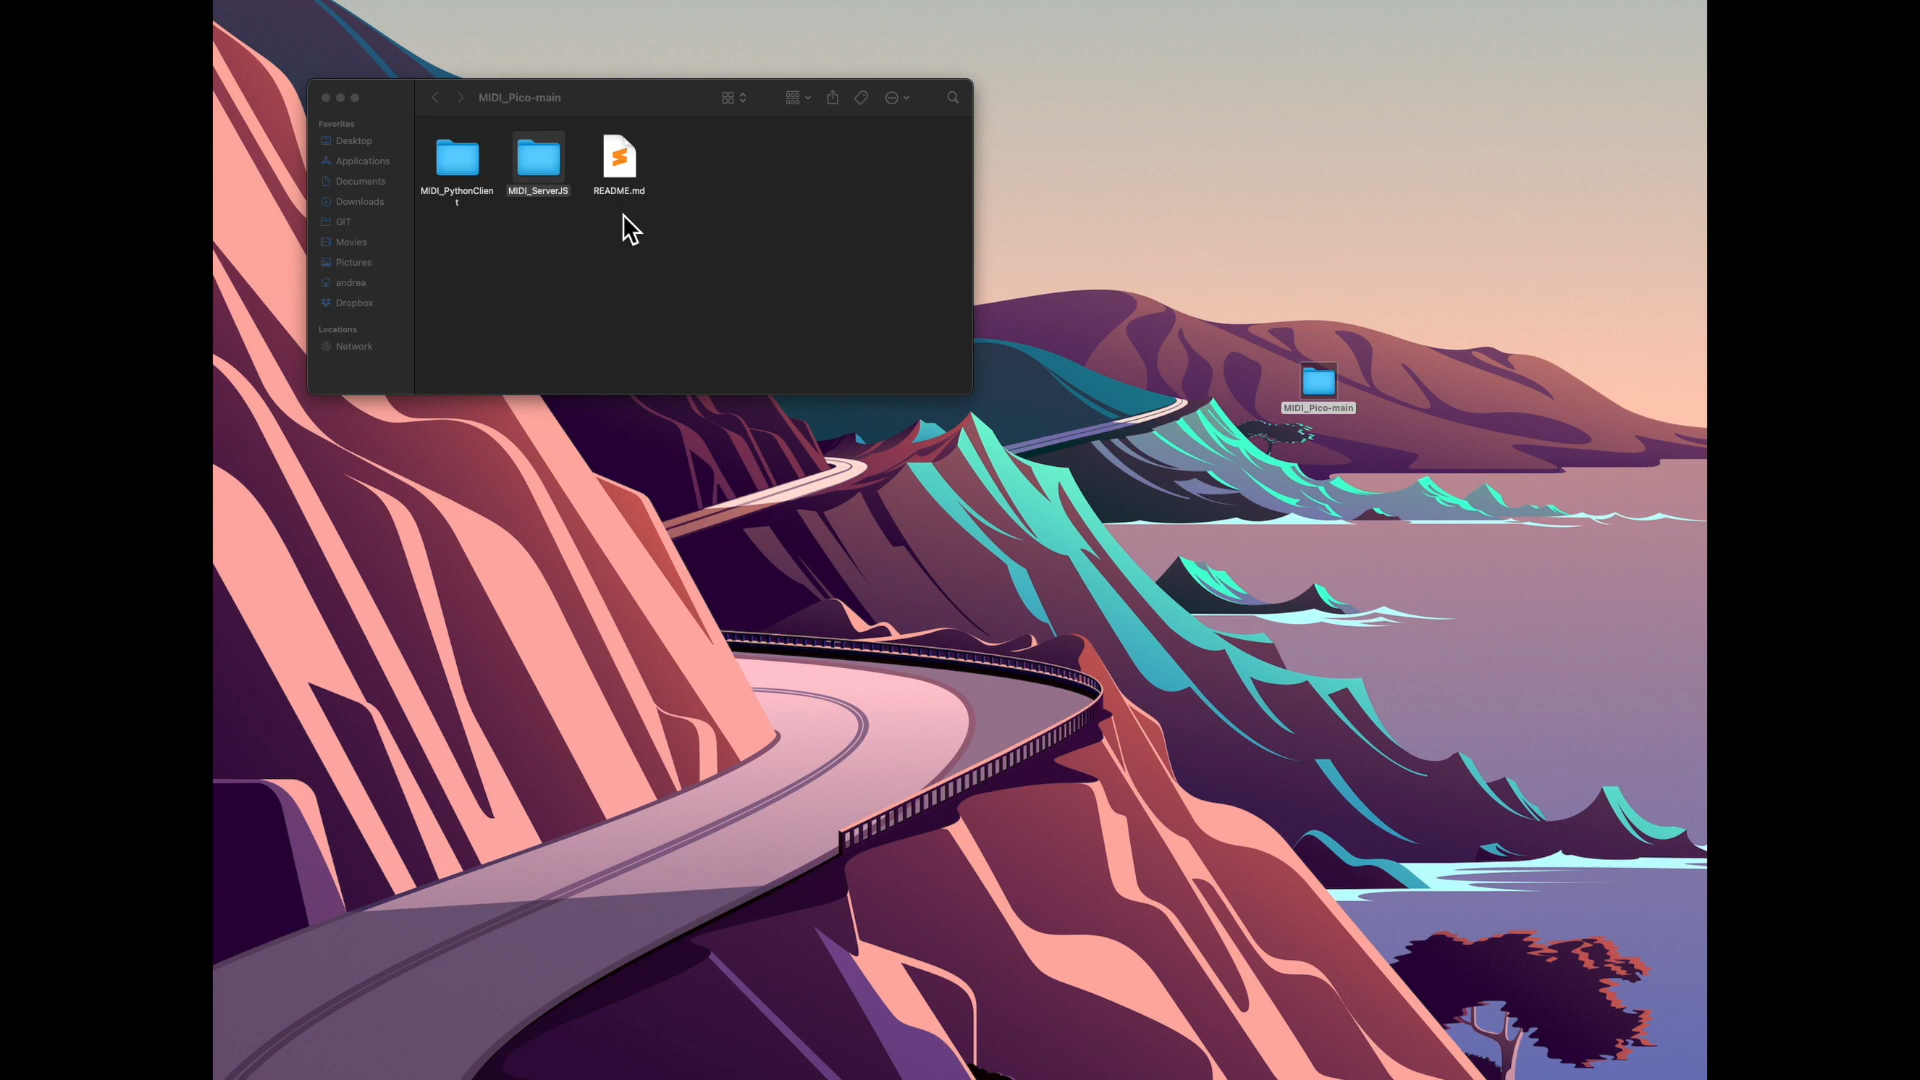 MIDI_Pico-main
Favorites
Desktop
Applications
Documents
Downloads
GIT
Movies
Pictures
andrea
Dropbox
Locations
Network
MIDI_PythonClien
t
MIDI_ServerJS
README.md
MIDI_Pico-main